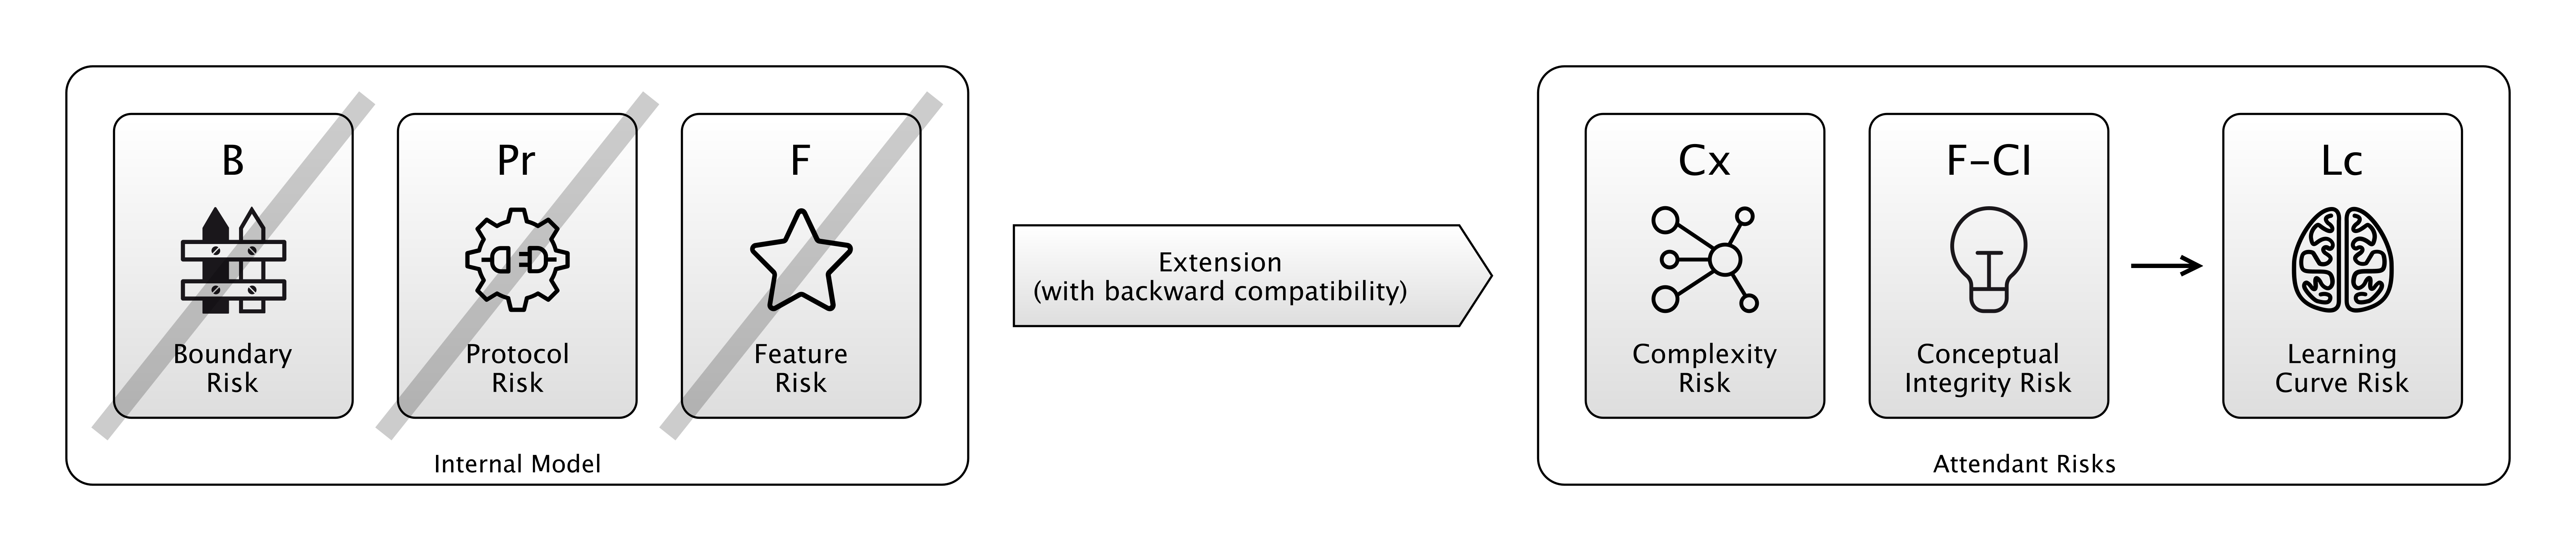 B
Boundary
Risk
Pr
Protocol
Risk
F
Feature
Risk
Internal Model
Extension
(with backward compatibility)
Cx
Complexity
Risk
F–CI
Conceptual
Integrity Risk
Lc
Learning
Curve Risk
Attendant Risks